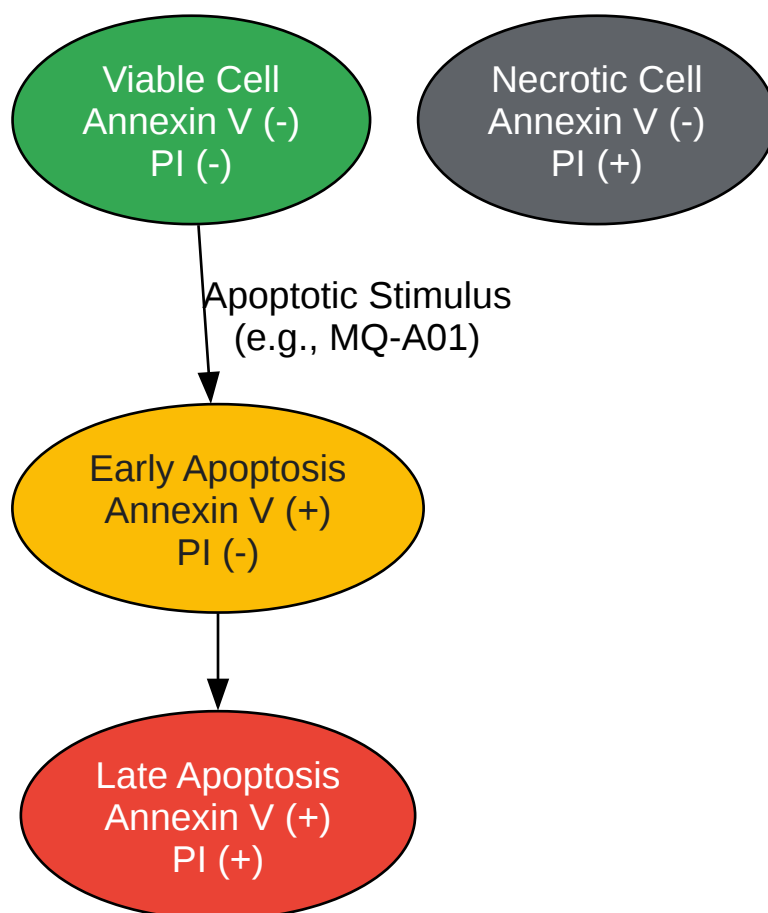 Viable Cell
Annexin V (-)
PI (-)
Necrotic Cell
Annexin V (-)
PI (+)
Apoptotic Stimulus
(e.g., MQ-A01)
Early Apoptosis
Annexin V (+)
PI (-)
Late Apoptosis
Annexin V (+)
PI (+)